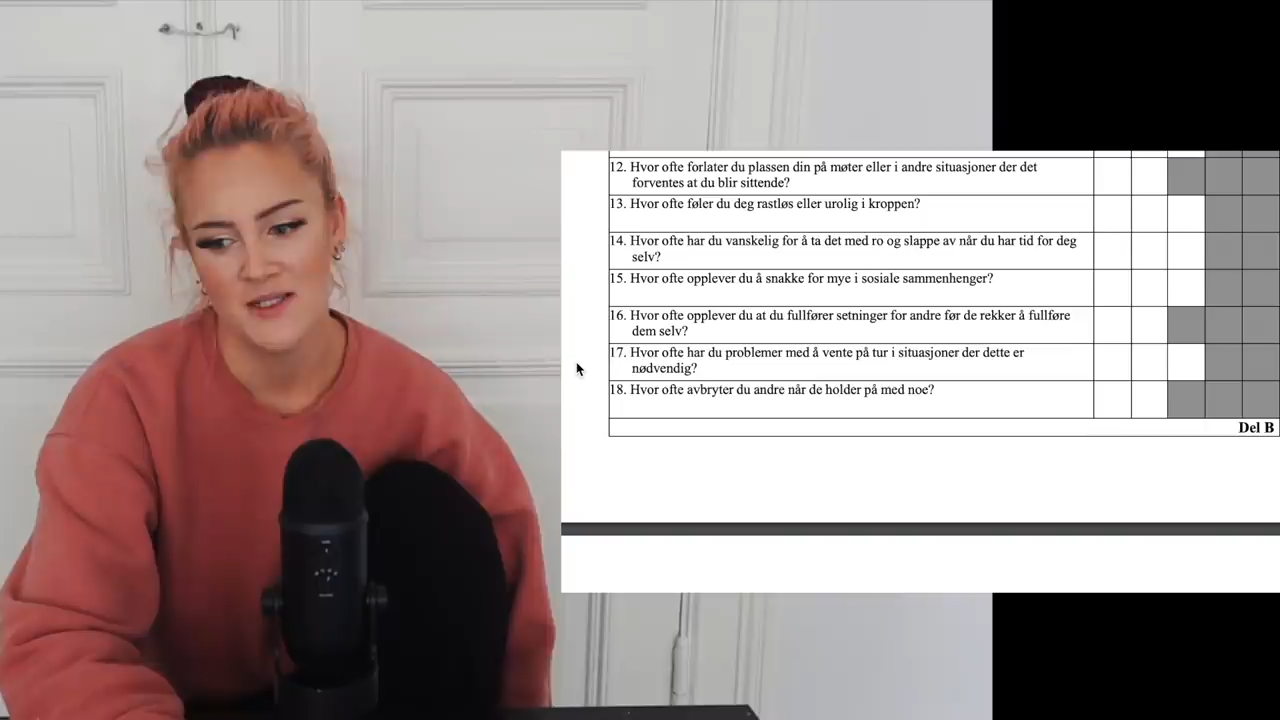 12. Hvor ofte forlater du plassen din på møter eller i andre situasjoner der det
forventes at du blir sittende?
13. Hvor ofte føler du deg rastløs eller urolig i kroppen?
14. Hvor ofte har du vanskelig for å ta det med ro og slappe av når du har tid for deg
selv?
15. Hvor ofte opplever du å snakke for mye i sosiale sammenhenger?
16. Hvor ofte opplever du at du fullfører setninger for andre før de rekker å fullføre
dem selv?
17. Hvor ofte har du problemer med å vente på tur i situasjoner der dette er
nødvendig?
18. Hvor ofte avbryter du andre når de holder på med noe?
Del B